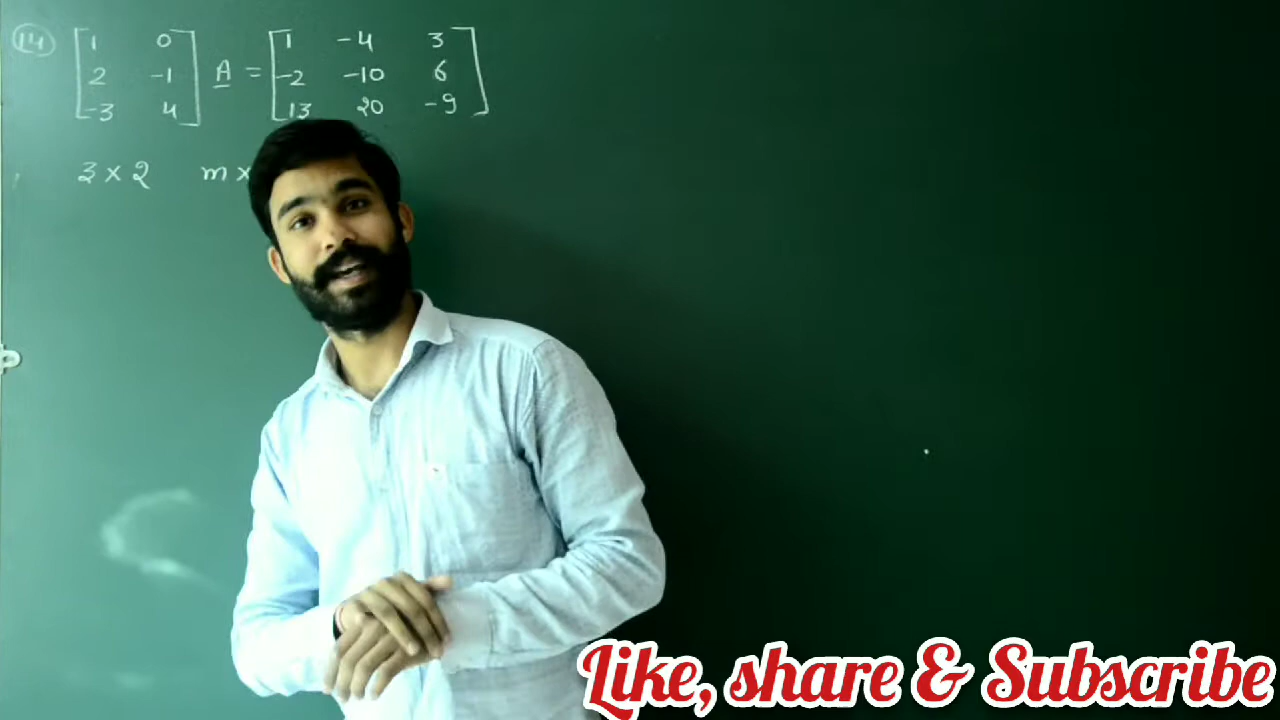 14 [1 0] A = [1 -4 3]
[2 -1] [-2 -10 6]
[-3 4] [13 20 -9]
3 × 2 m ×
Like, share & Subscribe